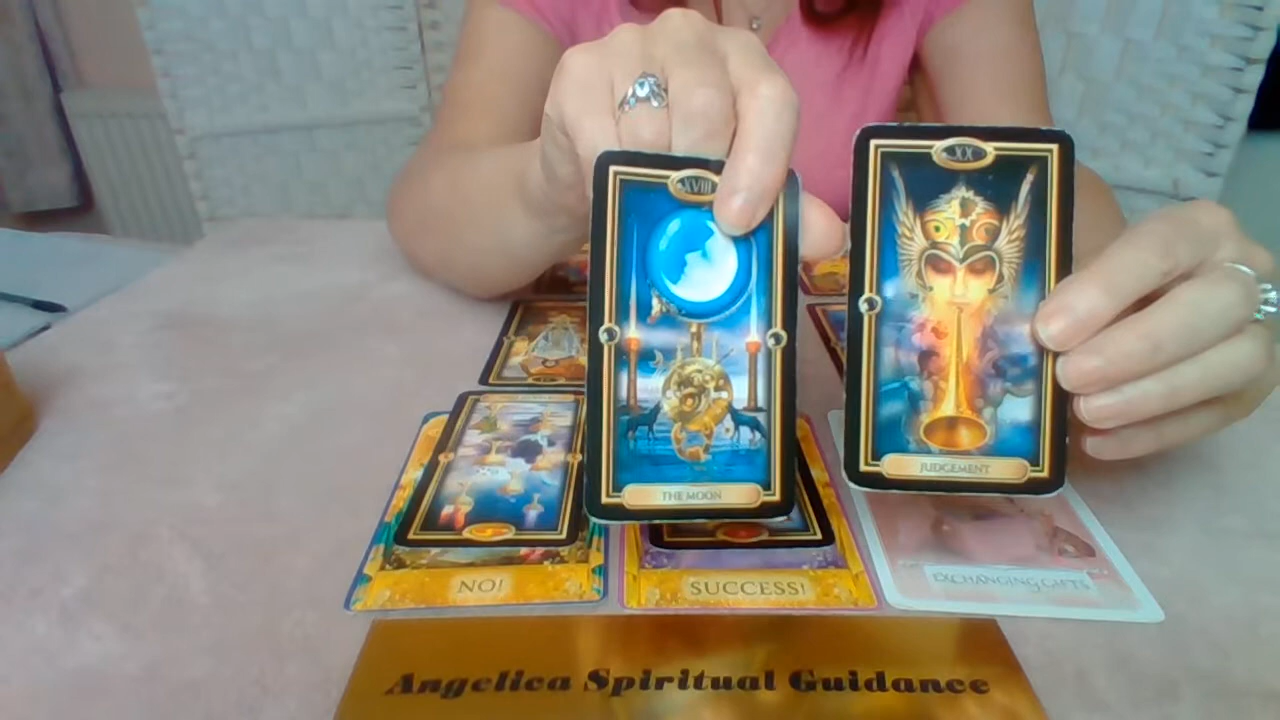 XX
XVIII
JUDGEMENT
THE MOON
NO!
SUCCESS!
EXCHANGING GIFTS
Angelica Spiritual Guidance